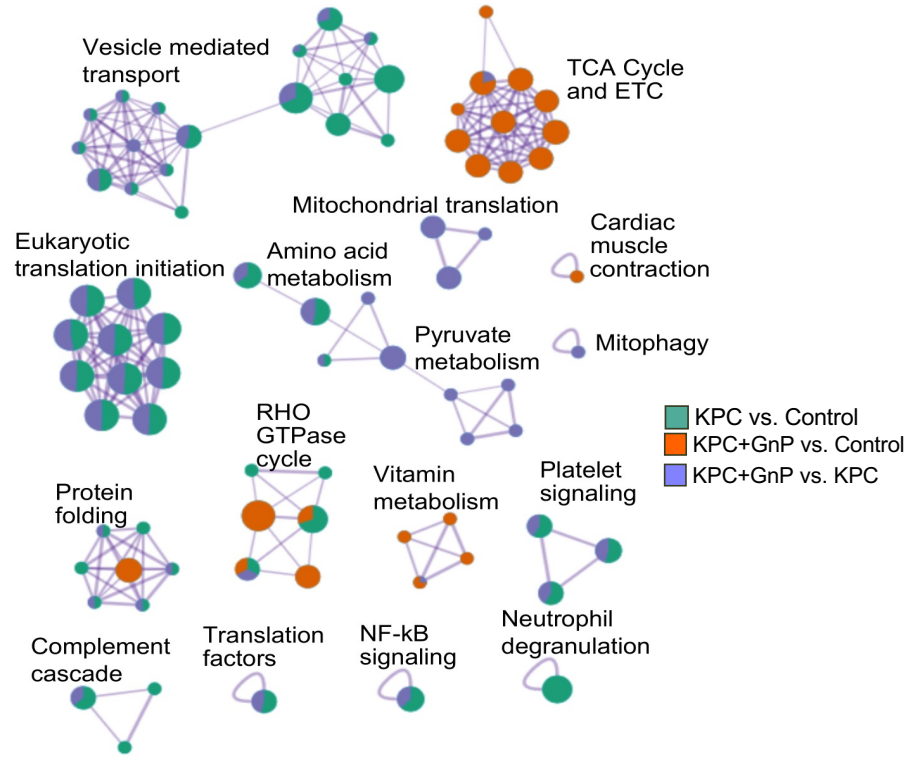 Vesicle mediated
transport
TCA Cycle
and ETC
Mitochondrial translation
Cardiac
muscle
contraction
Eukaryotic
translation initiation
Amino acid
metabolism
Pyruvate
metabolism
Mitophagy
KPC vs. Control
KPC+GnP vs. Control
KPC+GnP vs. KPC
RHO
GTPase
cycle
Vitamin
metabolism
Platelet
signaling
Protein
folding
Complement
cascade
Translation
factors
NF-kB
signaling
Neutrophil
degranulation